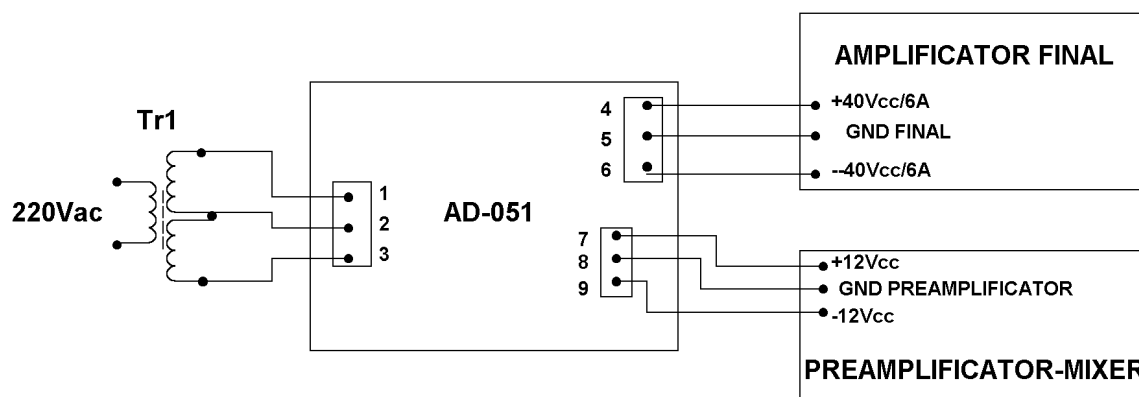 AMPLIFICATOR FINAL
+40Vcc/6A
GND FINAL
--40Vcc/6A
Tr1
220Vac
AD-051
1
2
3
4
5
6
7
8
9
+12Vcc
GND PREAMPLIFICATOR
-12Vcc
PREAMPLIFICATOR-MIXER